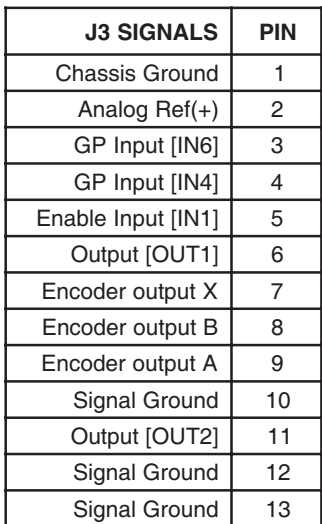 J3 SIGNALS PIN
Chassis Ground 1
Analog Ref(+) 2
GP Input [IN6] 3
GP Input [IN4] 4
Enable Input [IN1] 5
Output [OUT1] 6
Encoder output X 7
Encoder output B 8
Encoder output A 9
Signal Ground 10
Output [OUT2] 11
Signal Ground 12
Signal Ground 13